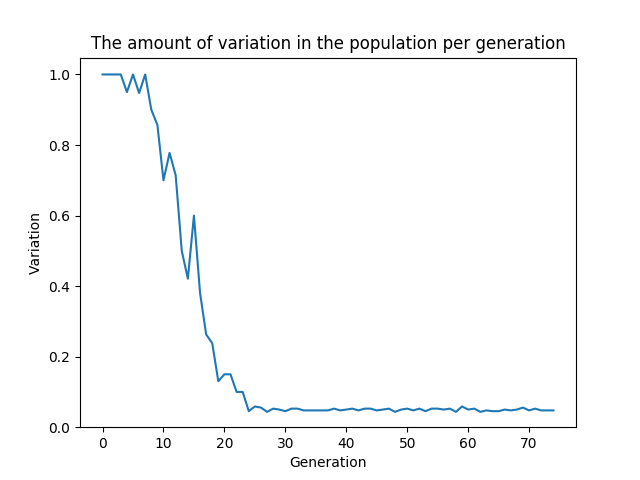 The amount of variation in the population per generation
1.0
0.8
0.6
0.4
0.2
0.0
Variation
0 10 20 30 40 50 60 70
Generation